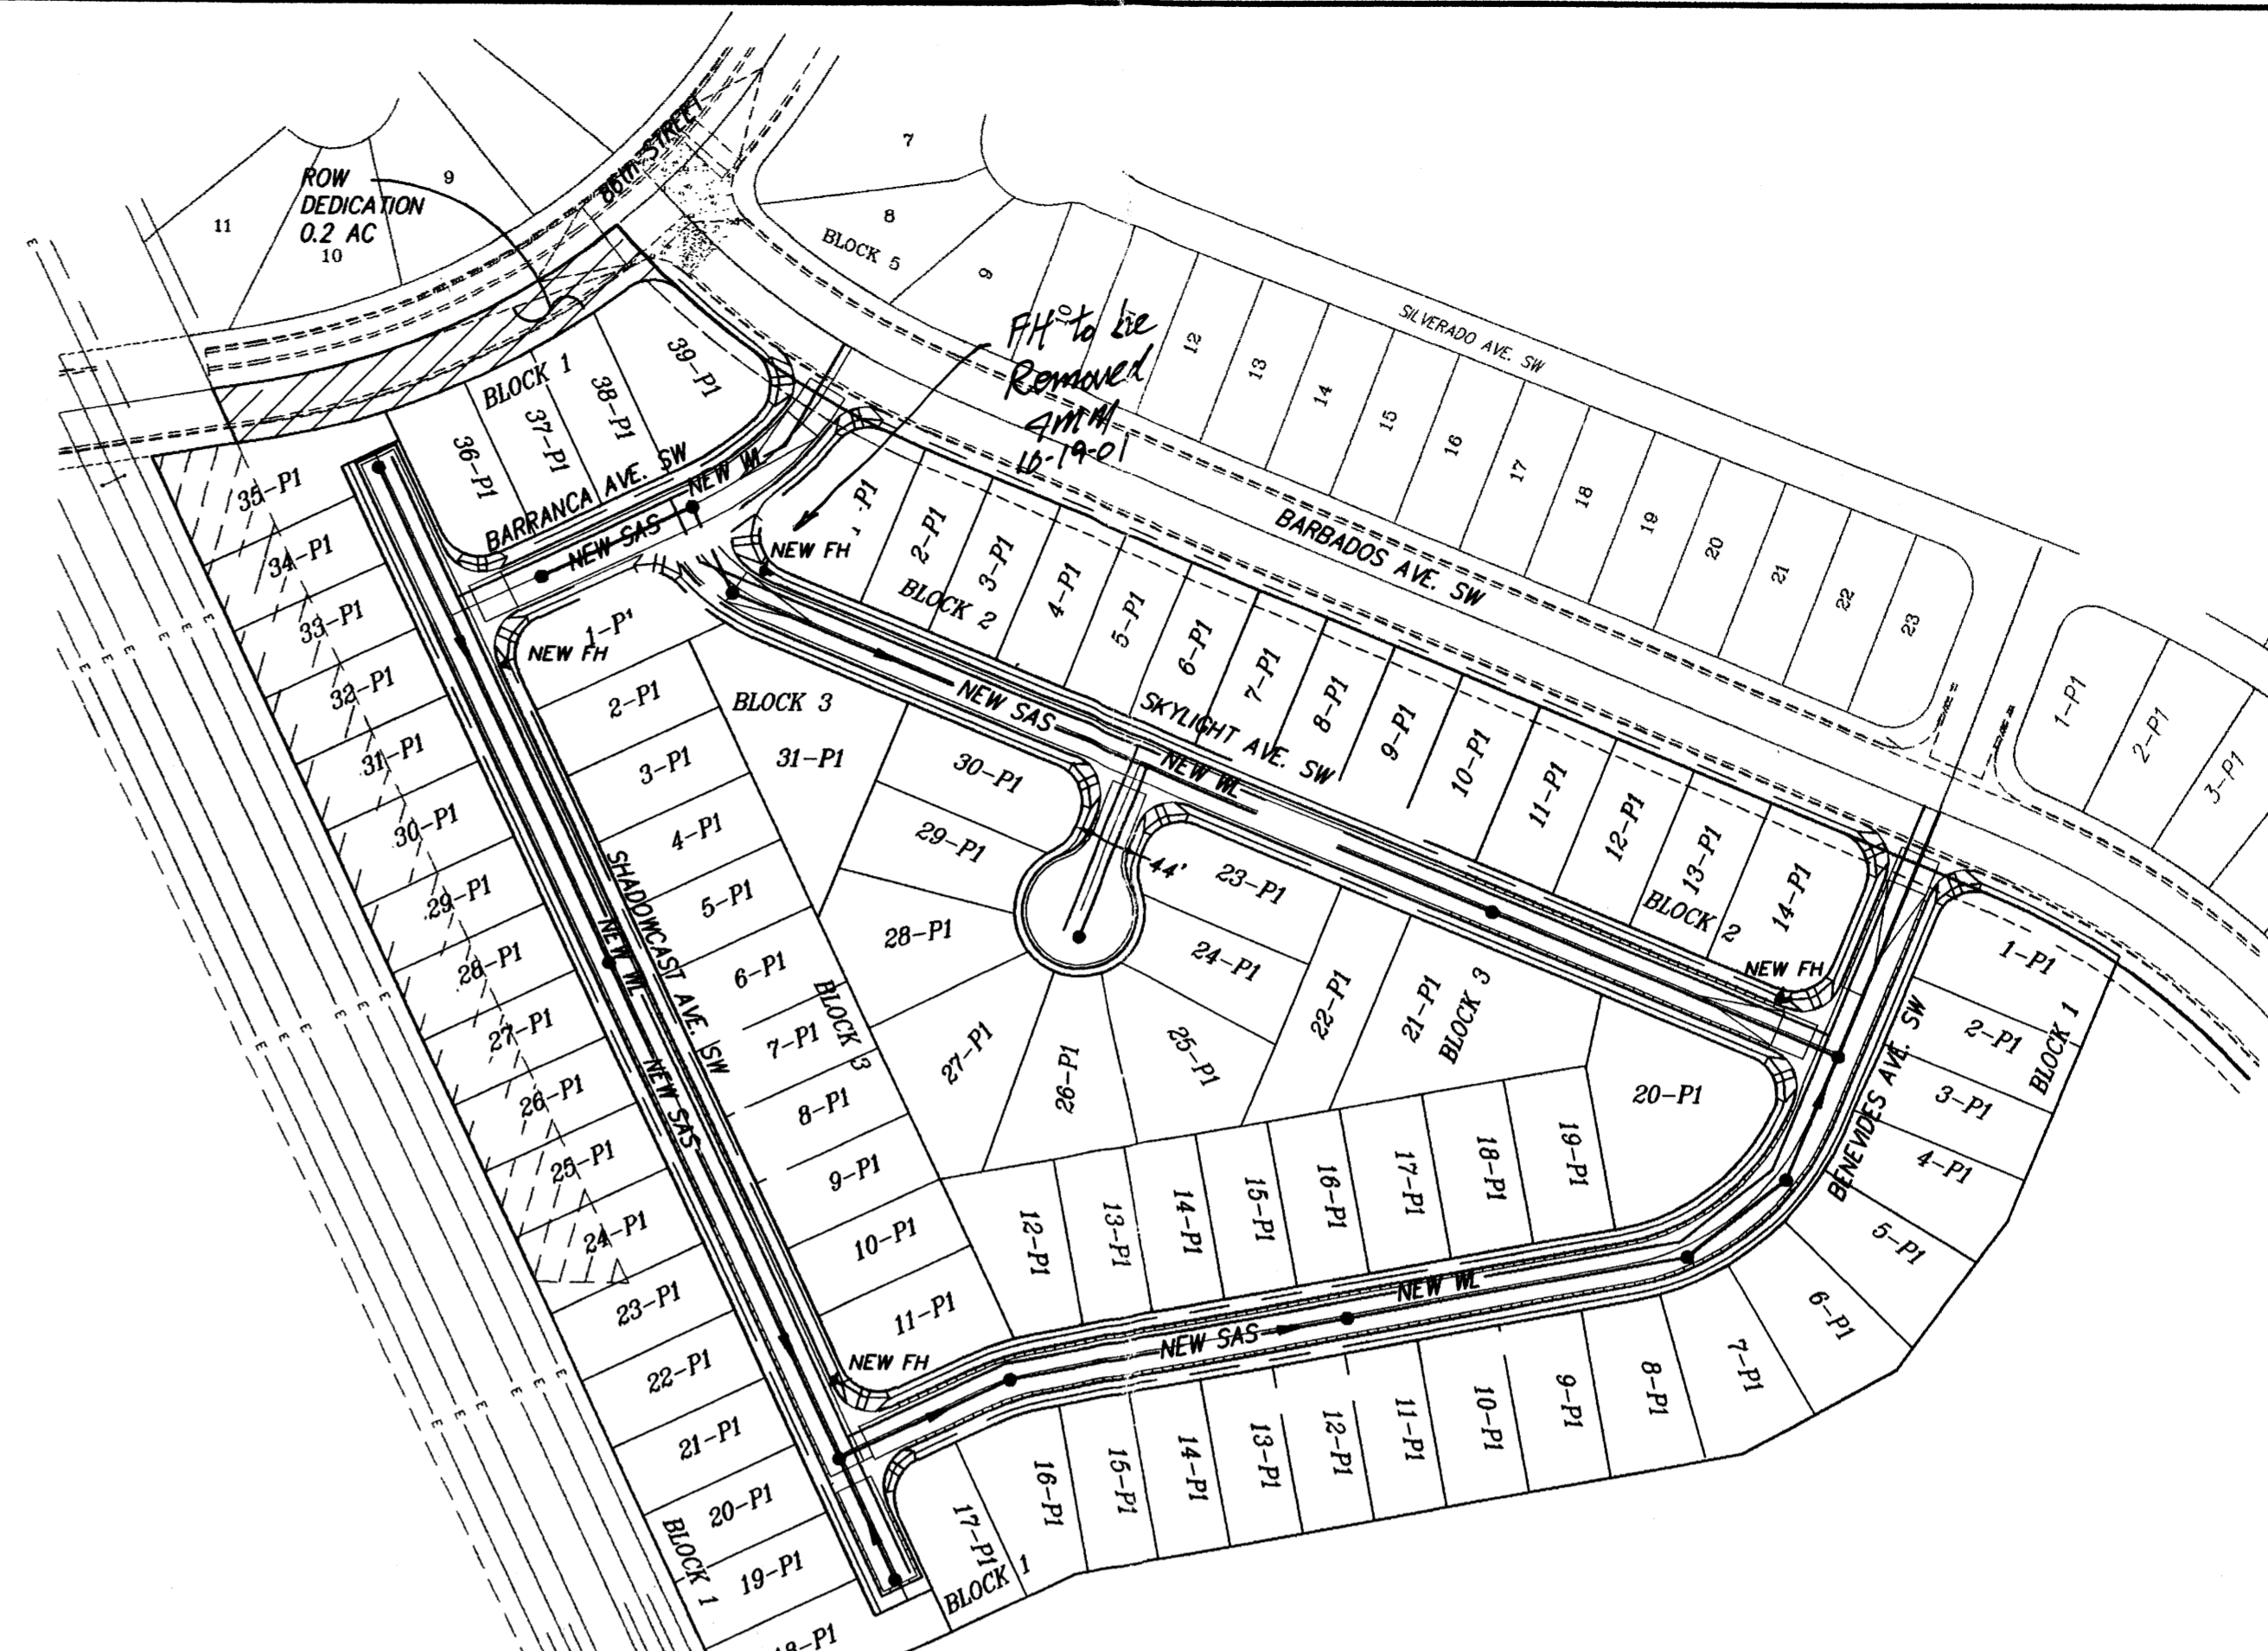 86th STREET
ROW
DEDICATION
0.2 AC
9
11
10
7
8
BLOCK 5
9
10
12
13
14
15
16
17
18
19
20
21
22
23
SILVERADO AVE. SW
FH to be
Removed
10-19-01
BARBADOS AVE. SW
1-P1
2-P1
3-P1
BLOCK 1
36-P1
37-P1
38-P1
39-P1
BARRANCA AVE. SW
NEW WL
NEW SAS
NEW FH
2-P1
3-P1
4-P1
5-P1
6-P1
7-P1
8-P1
9-P1
10-P1
11-P1
12-P1
13-P1
14-P1
BLOCK 2
BLOCK 2
SKYLIGHT AVE. SW
NEW SAS
NEW WL
NEW FH
35-P1
34-P1
33-P1
32-P1
31-P1
30-P1
29-P1
28-P1
27-P1
26-P1
25-P1
24-P1
23-P1
22-P1
21-P1
20-P1
19-P1
BLOCK 1
NEW FH
SHADOWCAST AVE. SW
NEW WL
NEW SAS
2-P1
3-P1
4-P1
5-P1
6-P1
7-P1
8-P1
9-P1
10-P1
11-P1
BLOCK 3
BLOCK 3
31-P1
30-P1
29-P1
28-P1
27-P1
26-P1
25-P1
24-P1
23-P1
44'
22-P1
21-P1
BLOCK 3
20-P1
12-P1
13-P1
14-P1
15-P1
16-P1
17-P1
18-P1
19-P1
NEW FH
NEW SAS
NEW WL
BENEVIDES AVE. SW
1-P1
2-P1
3-P1
4-P1
5-P1
6-P1
7-P1
8-P1
9-P1
10-P1
11-P1
12-P1
13-P1
14-P1
15-P1
16-P1
17-P1
BLOCK 1
BLOCK 1